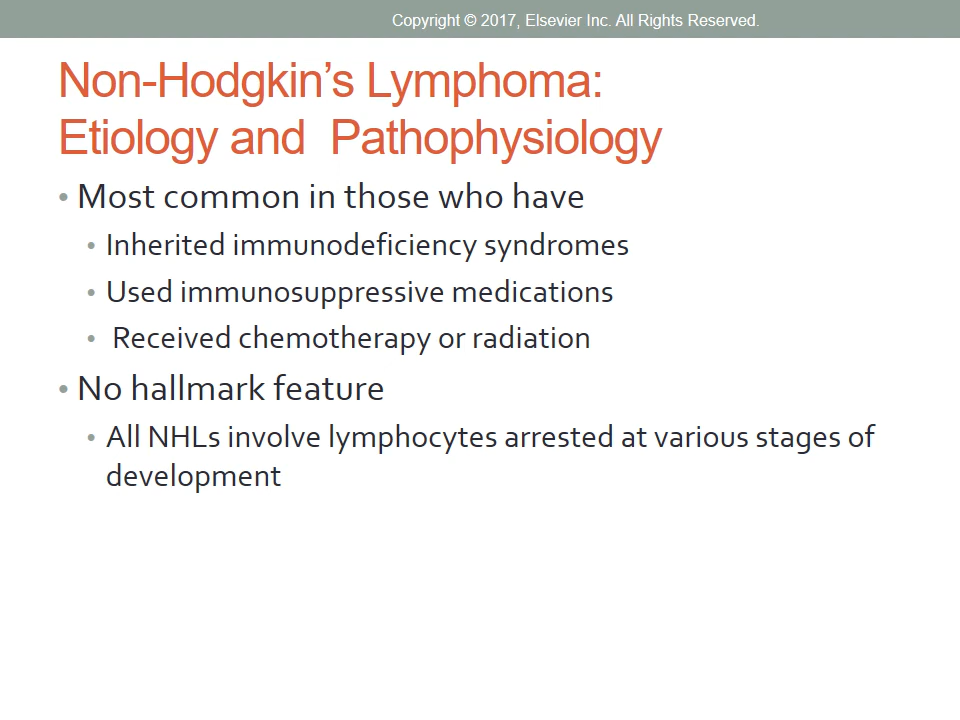 Copyright © 2017, Elsevier Inc. All Rights Reserved.
Non-Hodgkin’s Lymphoma:
Etiology and  Pathophysiology
• Most common in those who have
• Inherited immunodeficiency syndromes
• Used immunosuppressive medications
• Received chemotherapy or radiation
• No hallmark feature
• All NHLs involve lymphocytes arrested at various stages of
development